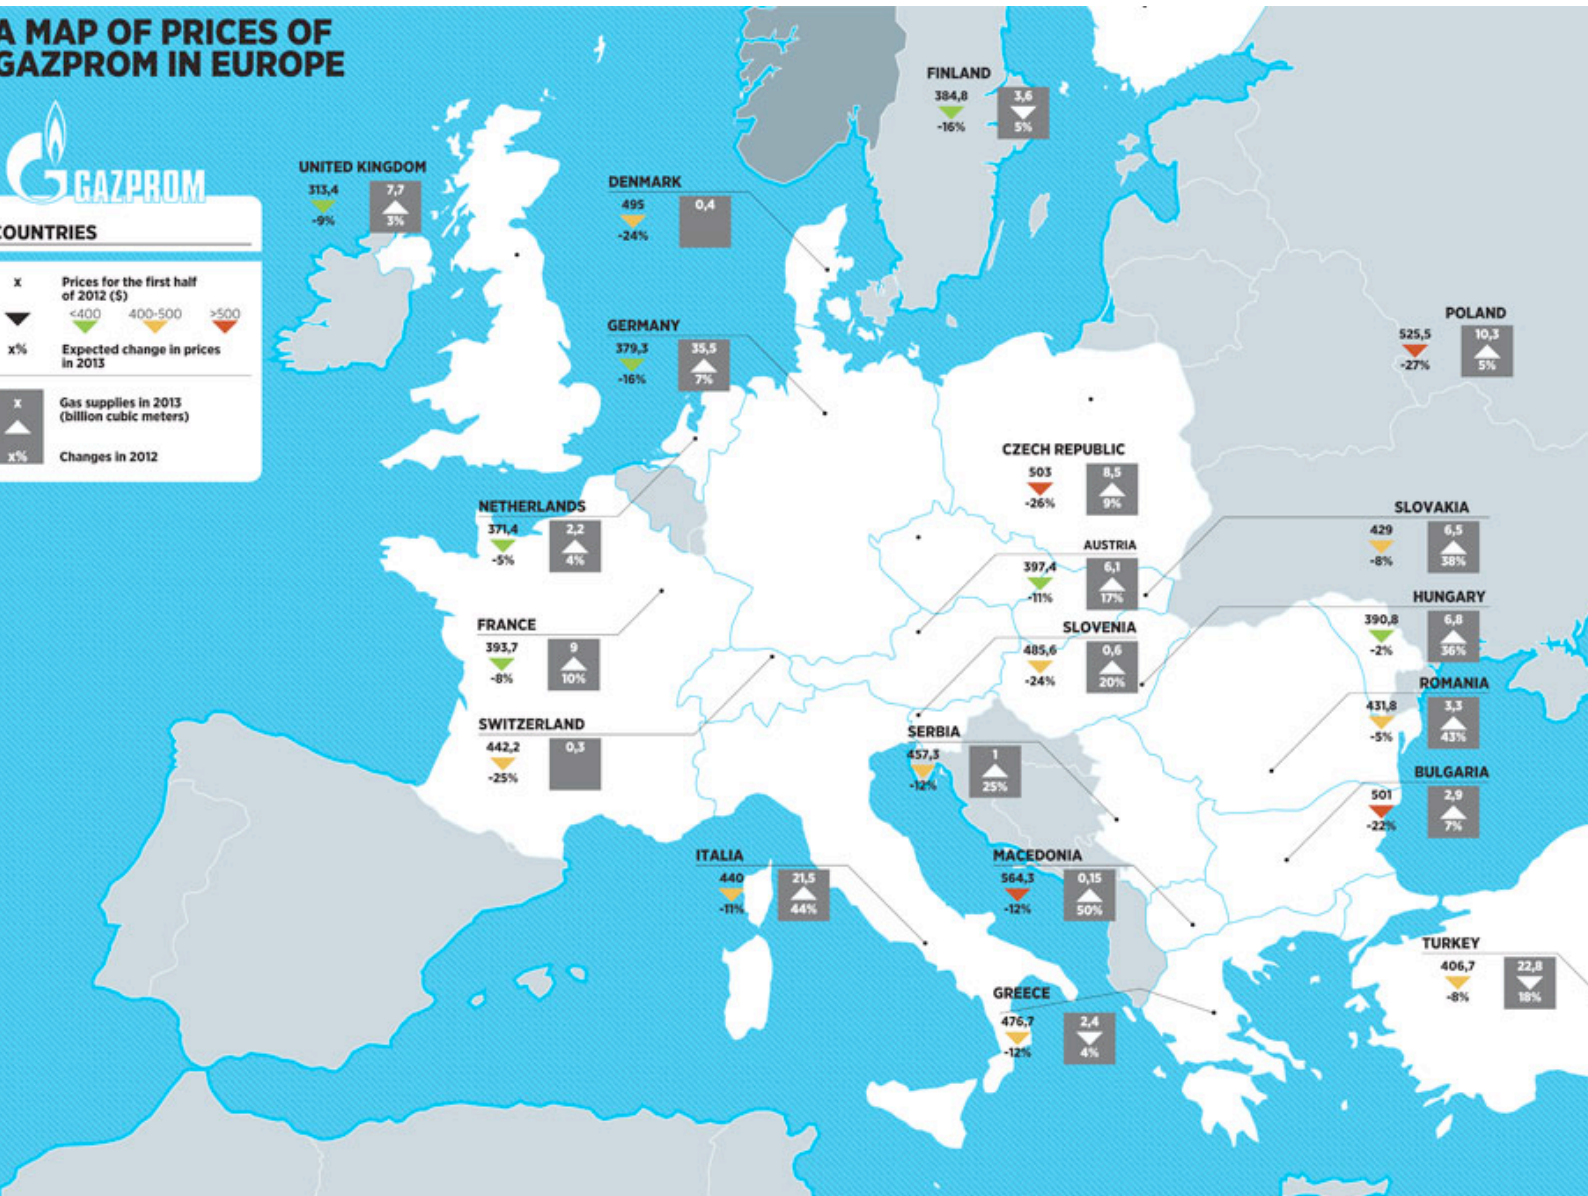 A MAP OF PRICES OF
GAZPROM IN EUROPE
GAZPROM
COUNTRIES
x
Prices for the first half
of 2012 ($)
<400 400-500 >500
x%
Expected change in prices
in 2013
x
Gas supplies in 2013
(billion cubic meters)
x%
Changes in 2012
FINLAND
384,8 3,6
-16% 5%
UNITED KINGDOM
313,4 7,7
-9% 3%
DENMARK
495 0,4
-24%
GERMANY
379,3 35,5
-16% 7%
POLAND
525,5 10,3
-27% 5%
CZECH REPUBLIC
503 8,5
-26% 9%
NETHERLANDS
371,4 2,2
-5% 4%
SLOVAKIA
429 6,5
-8% 38%
AUSTRIA
397,4 6,1
-11% 17%
HUNGARY
390,8 6,8
-2% 36%
FRANCE
393,7 9
-8% 10%
SLOVENIA
485,6 0,6
-24% 20%
ROMANIA
431,8 3,3
-5% 43%
SWITZERLAND
442,2 0,3
-25%
SERBIA
457,3 1
-12% 25%
BULGARIA
501 2,9
-22% 7%
ITALIA
440 21,5
-11% 44%
MACEDONIA
564,3 0,15
-12% 50%
TURKEY
406,7 22,8
-8% 18%
GREECE
476,7 2,4
-12% 4%